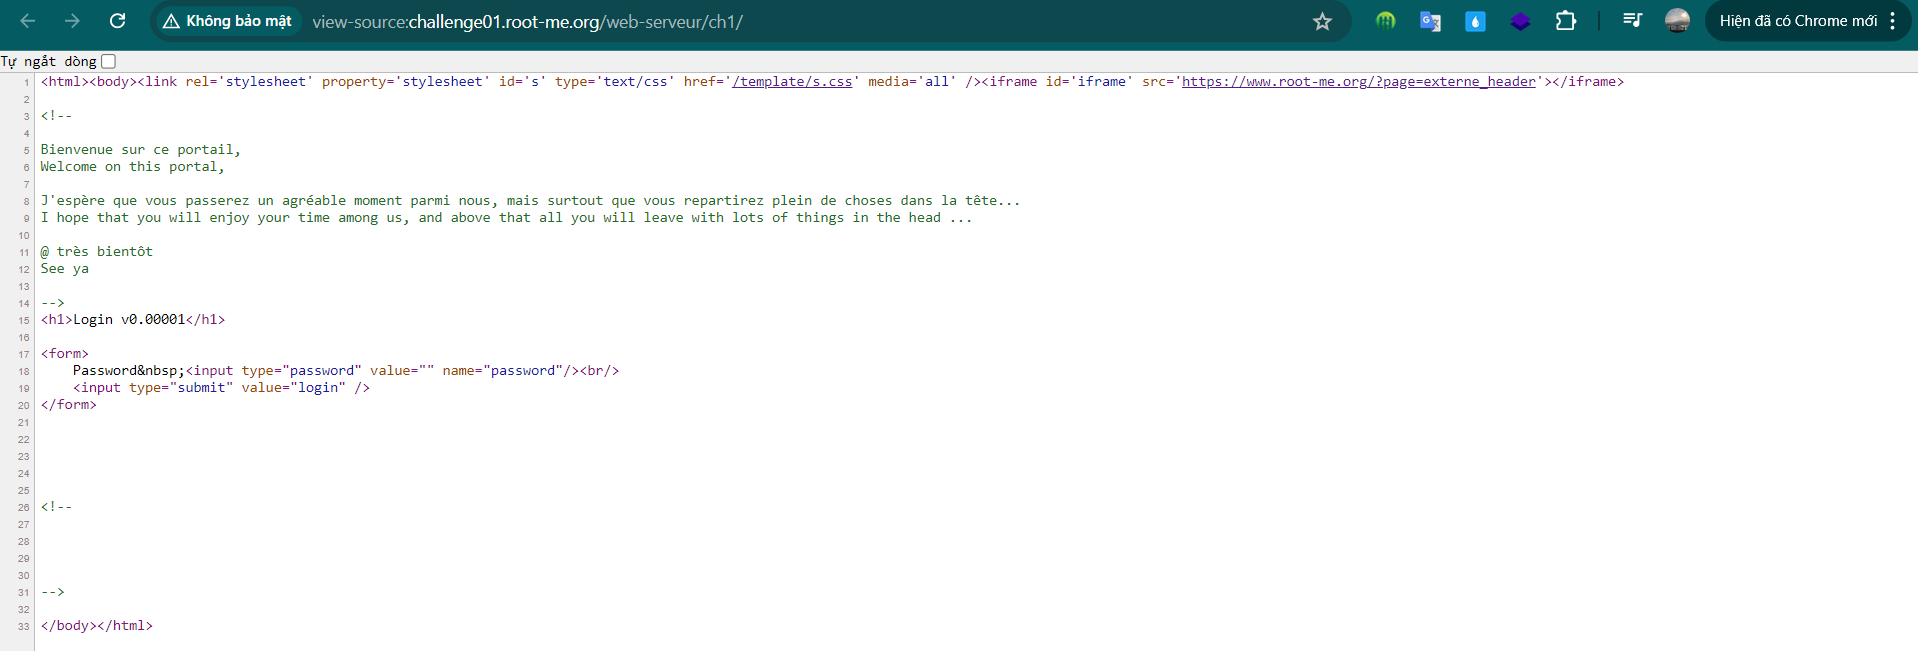 Không bảo mật view-source:challenge01.root-me.org/web-serveur/ch1/ Hiện đã có Chrome mới
Tự ngắt dòng
1 <html><body><link rel='stylesheet' property='stylesheet' id='s' type='text/css' href='/template/s.css' media='all' /><iframe id='iframe' src='https://www.root-me.org/?page=externe_header'></iframe>
2
3 <!--
4
5 Bienvenue sur ce portail,
6 Welcome on this portal,
7
8 J'espère que vous passerez un agréable moment parmi nous, mais surtout que vous repartirez plein de choses dans la tête...
9 I hope that you will enjoy your time among us, and above that all you will leave with lots of things in the head ...
10
11 @ très bientôt
12 See ya
13
14 -->
15 <h1>Login v0.00001</h1>
16
17 <form>
18 Password&nbsp;<input type="password" value="" name="password"/><br/>
19 <input type="submit" value="login" />
20 </form>
21
22
23
24
25
26 <!--
27
28
29
30
31 -->
32
33 </body></html>